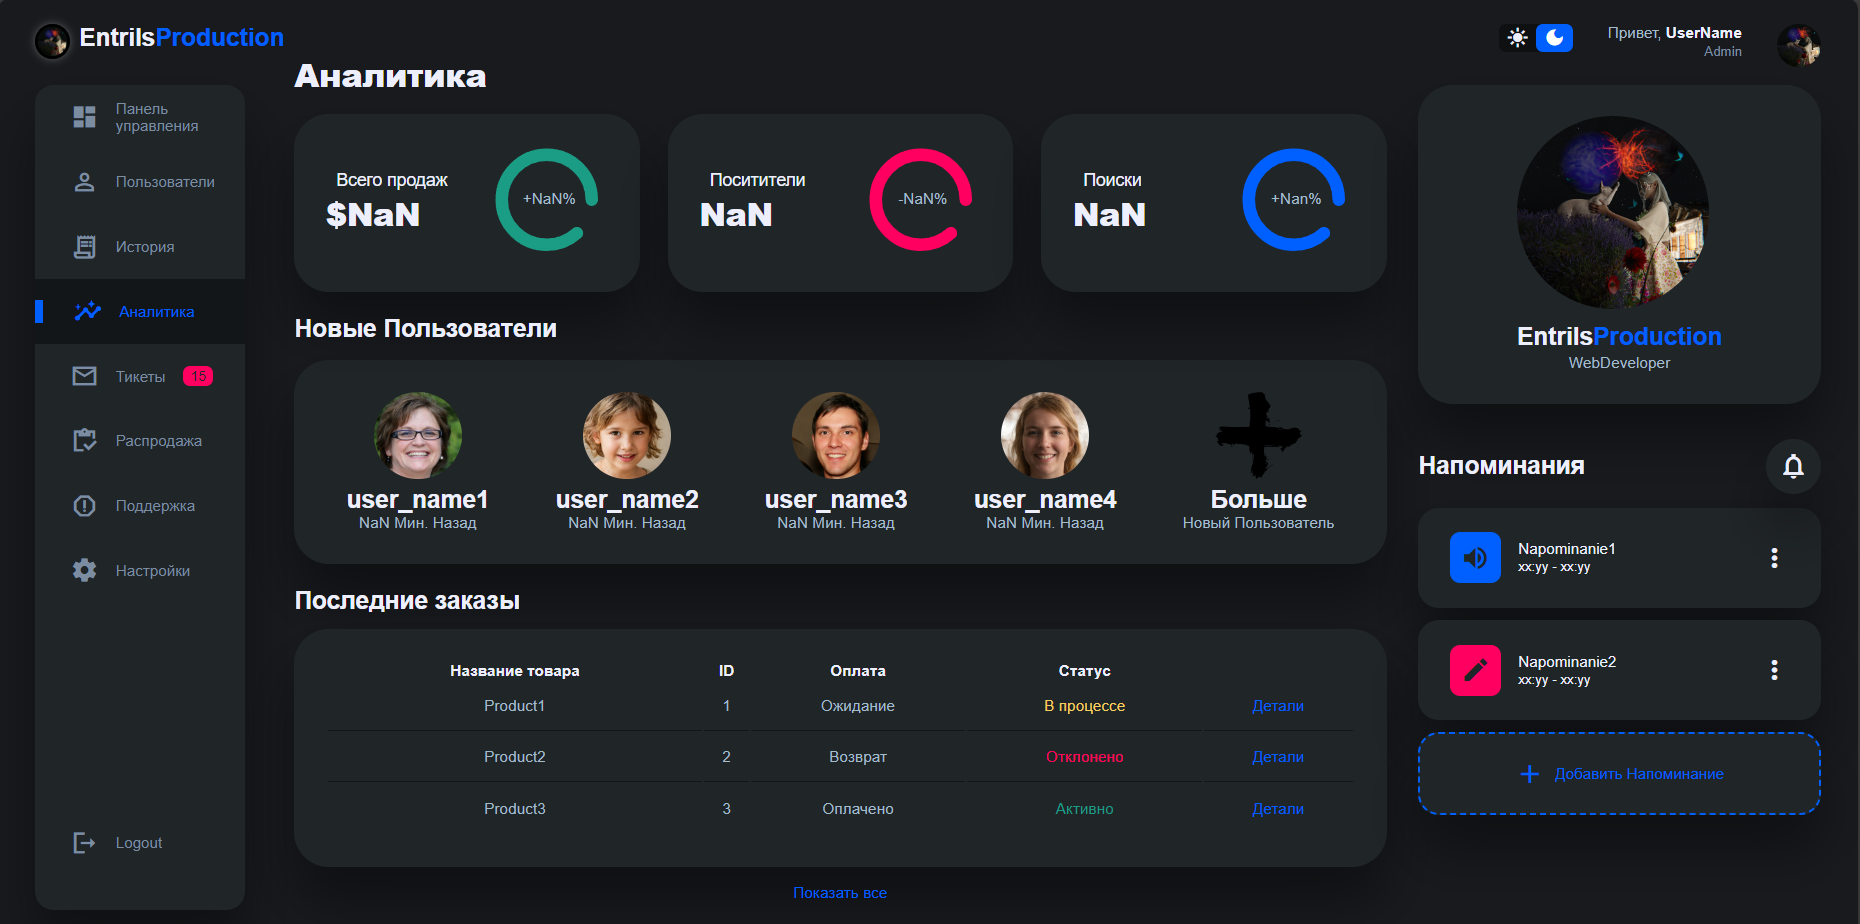 EntrilsProduction
Привет, UserName
Admin
Панель
управления
Пользователи
История
Аналитика
Тикеты 15
Распродажа
Поддержка
Настройки
Logout
Аналитика
Всего продаж
$NaN
+NaN%
Поситители
NaN
-NaN%
Поиски
NaN
+Nan%
Новые Пользователи
user_name1
NaN Мин. Назад
user_name2
NaN Мин. Назад
user_name3
NaN Мин. Назад
user_name4
NaN Мин. Назад
Больше
Новый Пользователь
Последние заказы
Название товара ID Оплата Статус
Product1 1 Ожидание В процессе Детали
Product2 2 Возврат Отклонено Детали
Product3 3 Оплачено Активно Детали
Показать все
EntrilsProduction
WebDeveloper
Напоминания
Napominanie1
xx:yy - xx:yy
Napominanie2
xx:yy - xx:yy
Добавить Напоминание